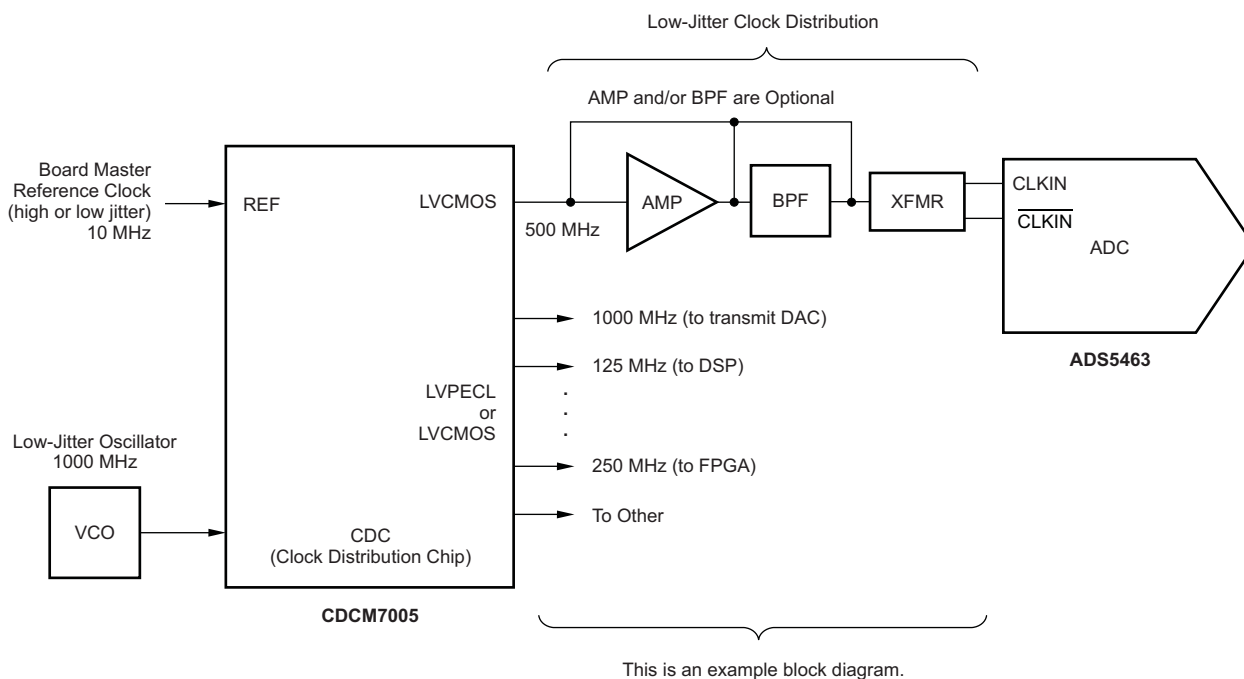 Low-Jitter Clock Distribution
AMP and/or BPF are Optional
Board Master
Reference Clock
(high or low jitter)
10 MHz
REF
LVCMOS
500 MHz
AMP
BPF
XFMR
CLKIN
CLKIN
ADC
ADS5463
1000 MHz (to transmit DAC)
125 MHz (to DSP)
LVPECL
or
LVCMOS
.
.
.
.
250 MHz (to FPGA)
To Other
Low-Jitter Oscillator
1000 MHz
VCO
CDC
(Clock Distribution Chip)
CDCM7005
This is an example block diagram.